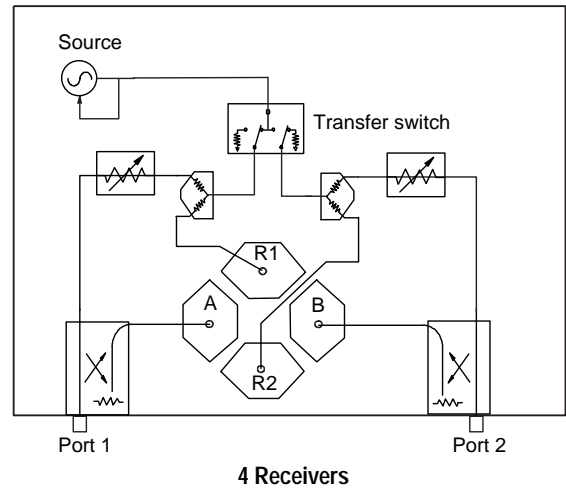 Source
Transfer switch
R1
A
B
R2
Port 1
Port 2
4 Receivers